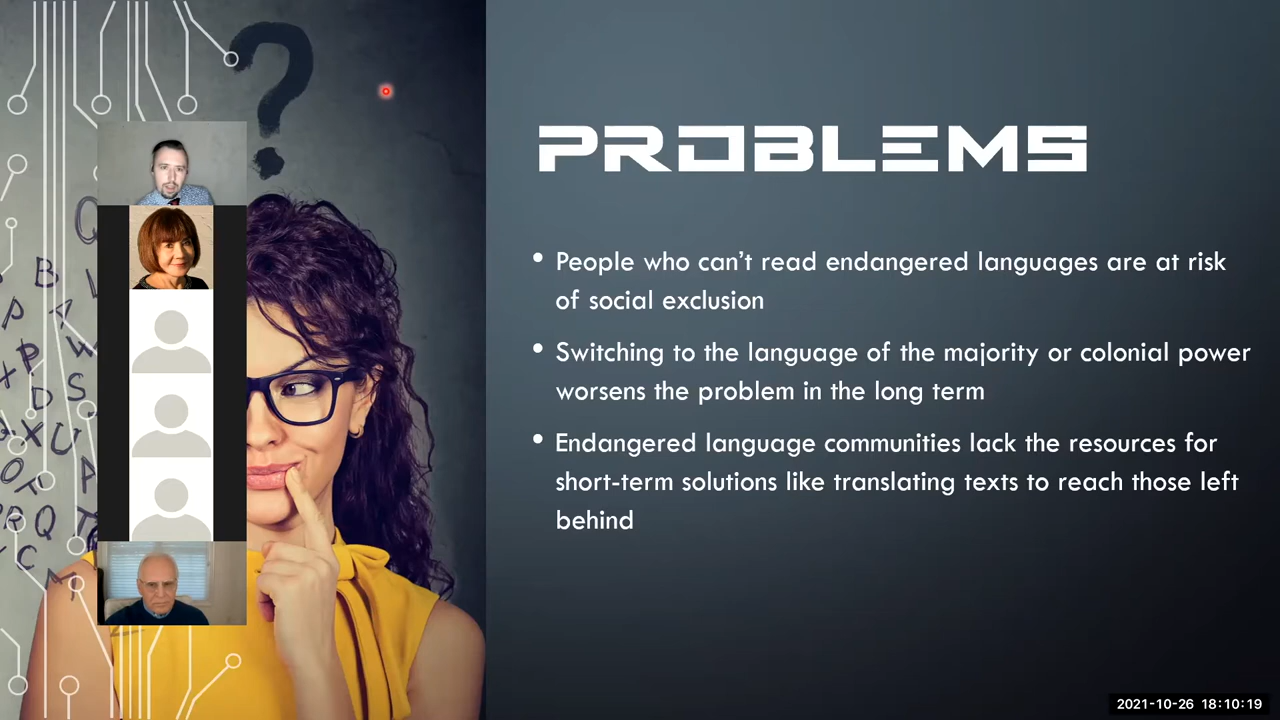 ?
PROBLEMS
• People who can't read endangered languages are at risk
of social exclusion
• Switching to the language of the majority or colonial power
worsens the problem in the long term
• Endangered language communities lack the resources for
short-term solutions like translating texts to reach those left
behind
2021-10-26 18:10:19